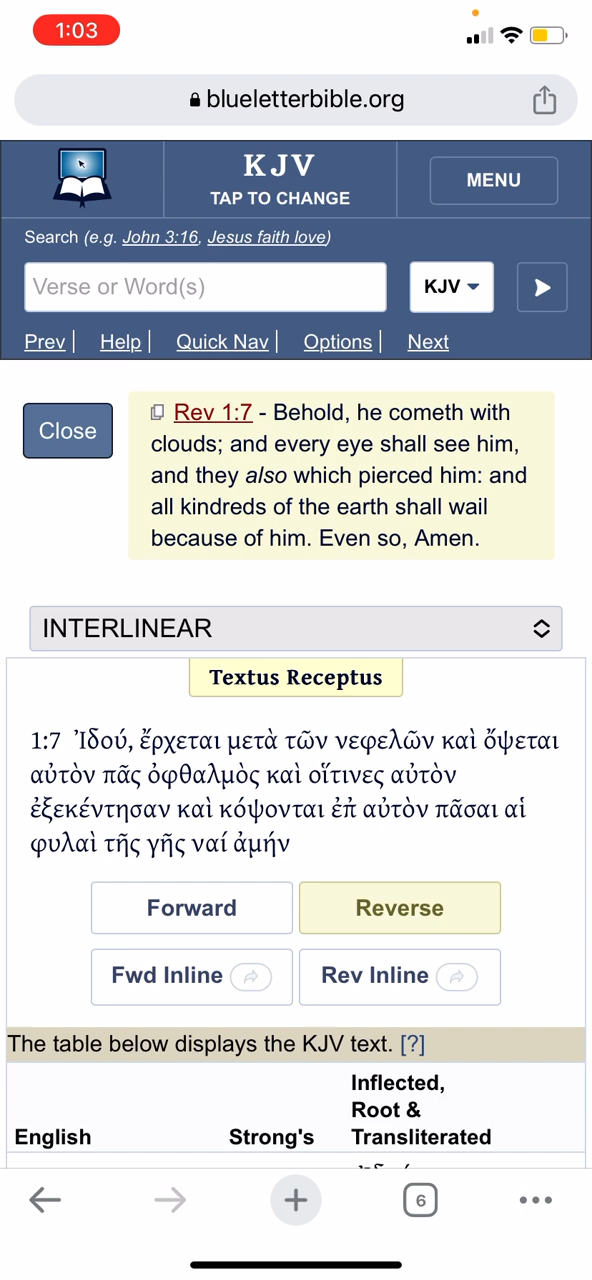 1:03
blueletterbible.org
KJV
TAP TO CHANGE
MENU
Search (e.g. John 3:16, Jesus faith love)
Verse or Word(s)
KJV
Prev | Help | Quick Nav | Options | Next
Close
Rev 1:7 - Behold, he cometh with
clouds; and every eye shall see him,
and they also which pierced him: and
all kindreds of the earth shall wail
because of him. Even so, Amen.
INTERLINEAR
Textus Receptus
1:7 Ἰδού, ἔρχεται μετὰ τῶν νεφελῶν καὶ ὄψεται
αὐτὸν πᾶς ὀφθαλμὸς καὶ οἵτινες αὐτὸν
ἐξεκέντησαν καὶ κόψονται ἐπ̓ αὐτὸν πᾶσαι αἱ
φυλαὶ τῆς γῆς ναί ἀμήν
Forward
Reverse
Fwd Inline
Rev Inline
The table below displays the KJV text. [?]
English
Strong's
Inflected,
Root &
Transliterated
6